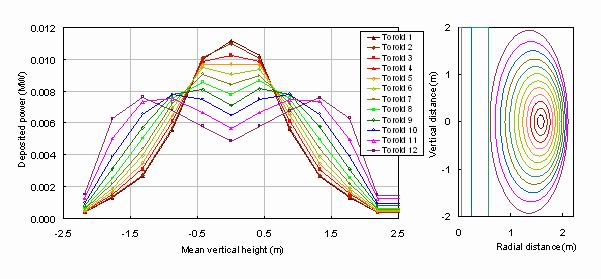 0.012
0.010
0.008
0.006
0.004
0.002
0.000
Deposited power (MW)
-2.5
-1.5
-0.5
0.5
1.5
2.5
Mean vertical height (m)
Toroid 1
Toroid 2
Toroid 3
Toroid 4
Toroid 5
Toroid 6
Toroid 7
Toroid 8
Toroid 9
Toroid 10
Toroid 11
Toroid 12
2
1
0
-1
-2
Vertical distance (m)
0
1
2
Radial distance (m)